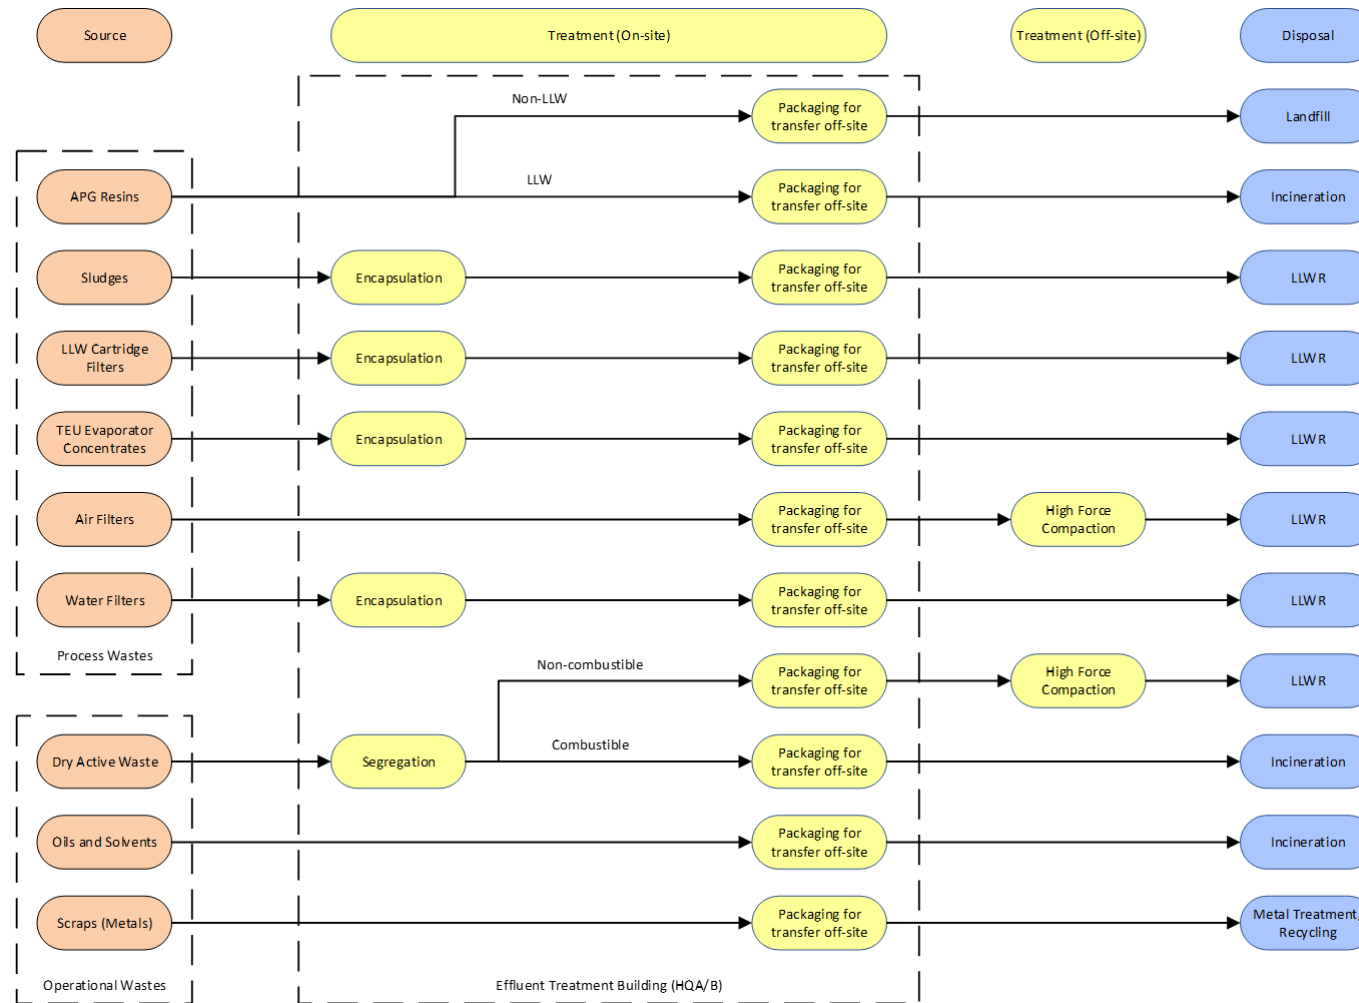 Source
Treatment (On-site)
Treatment (Off-site)
Disposal
Non-LLW
Packaging for
transfer off-site
Landfill
APG Resins
LLW
Packaging for
transfer off-site
Incineration
Sludges
Encapsulation
Packaging for
transfer off-site
LLWR
LLW Cartridge
Filters
Encapsulation
Packaging for
transfer off-site
LLWR
TEU Evaporator
Concentrates
Encapsulation
Packaging for
transfer off-site
LLWR
Air Filters
Packaging for
transfer off-site
High Force
Compaction
LLWR
Water Filters
Encapsulation
Packaging for
transfer off-site
LLWR
Process Wastes
Non-combustible
Packaging for
transfer off-site
High Force
Compaction
LLWR
Dry Active Waste
Segregation
Combustible
Packaging for
transfer off-site
Incineration
Oils and Solvents
Packaging for
transfer off-site
Incineration
Scraps (Metals)
Packaging for
transfer off-site
Metal Treatment/
Recycling
Operational Wastes
Effluent Treatment Building (HQA/B)